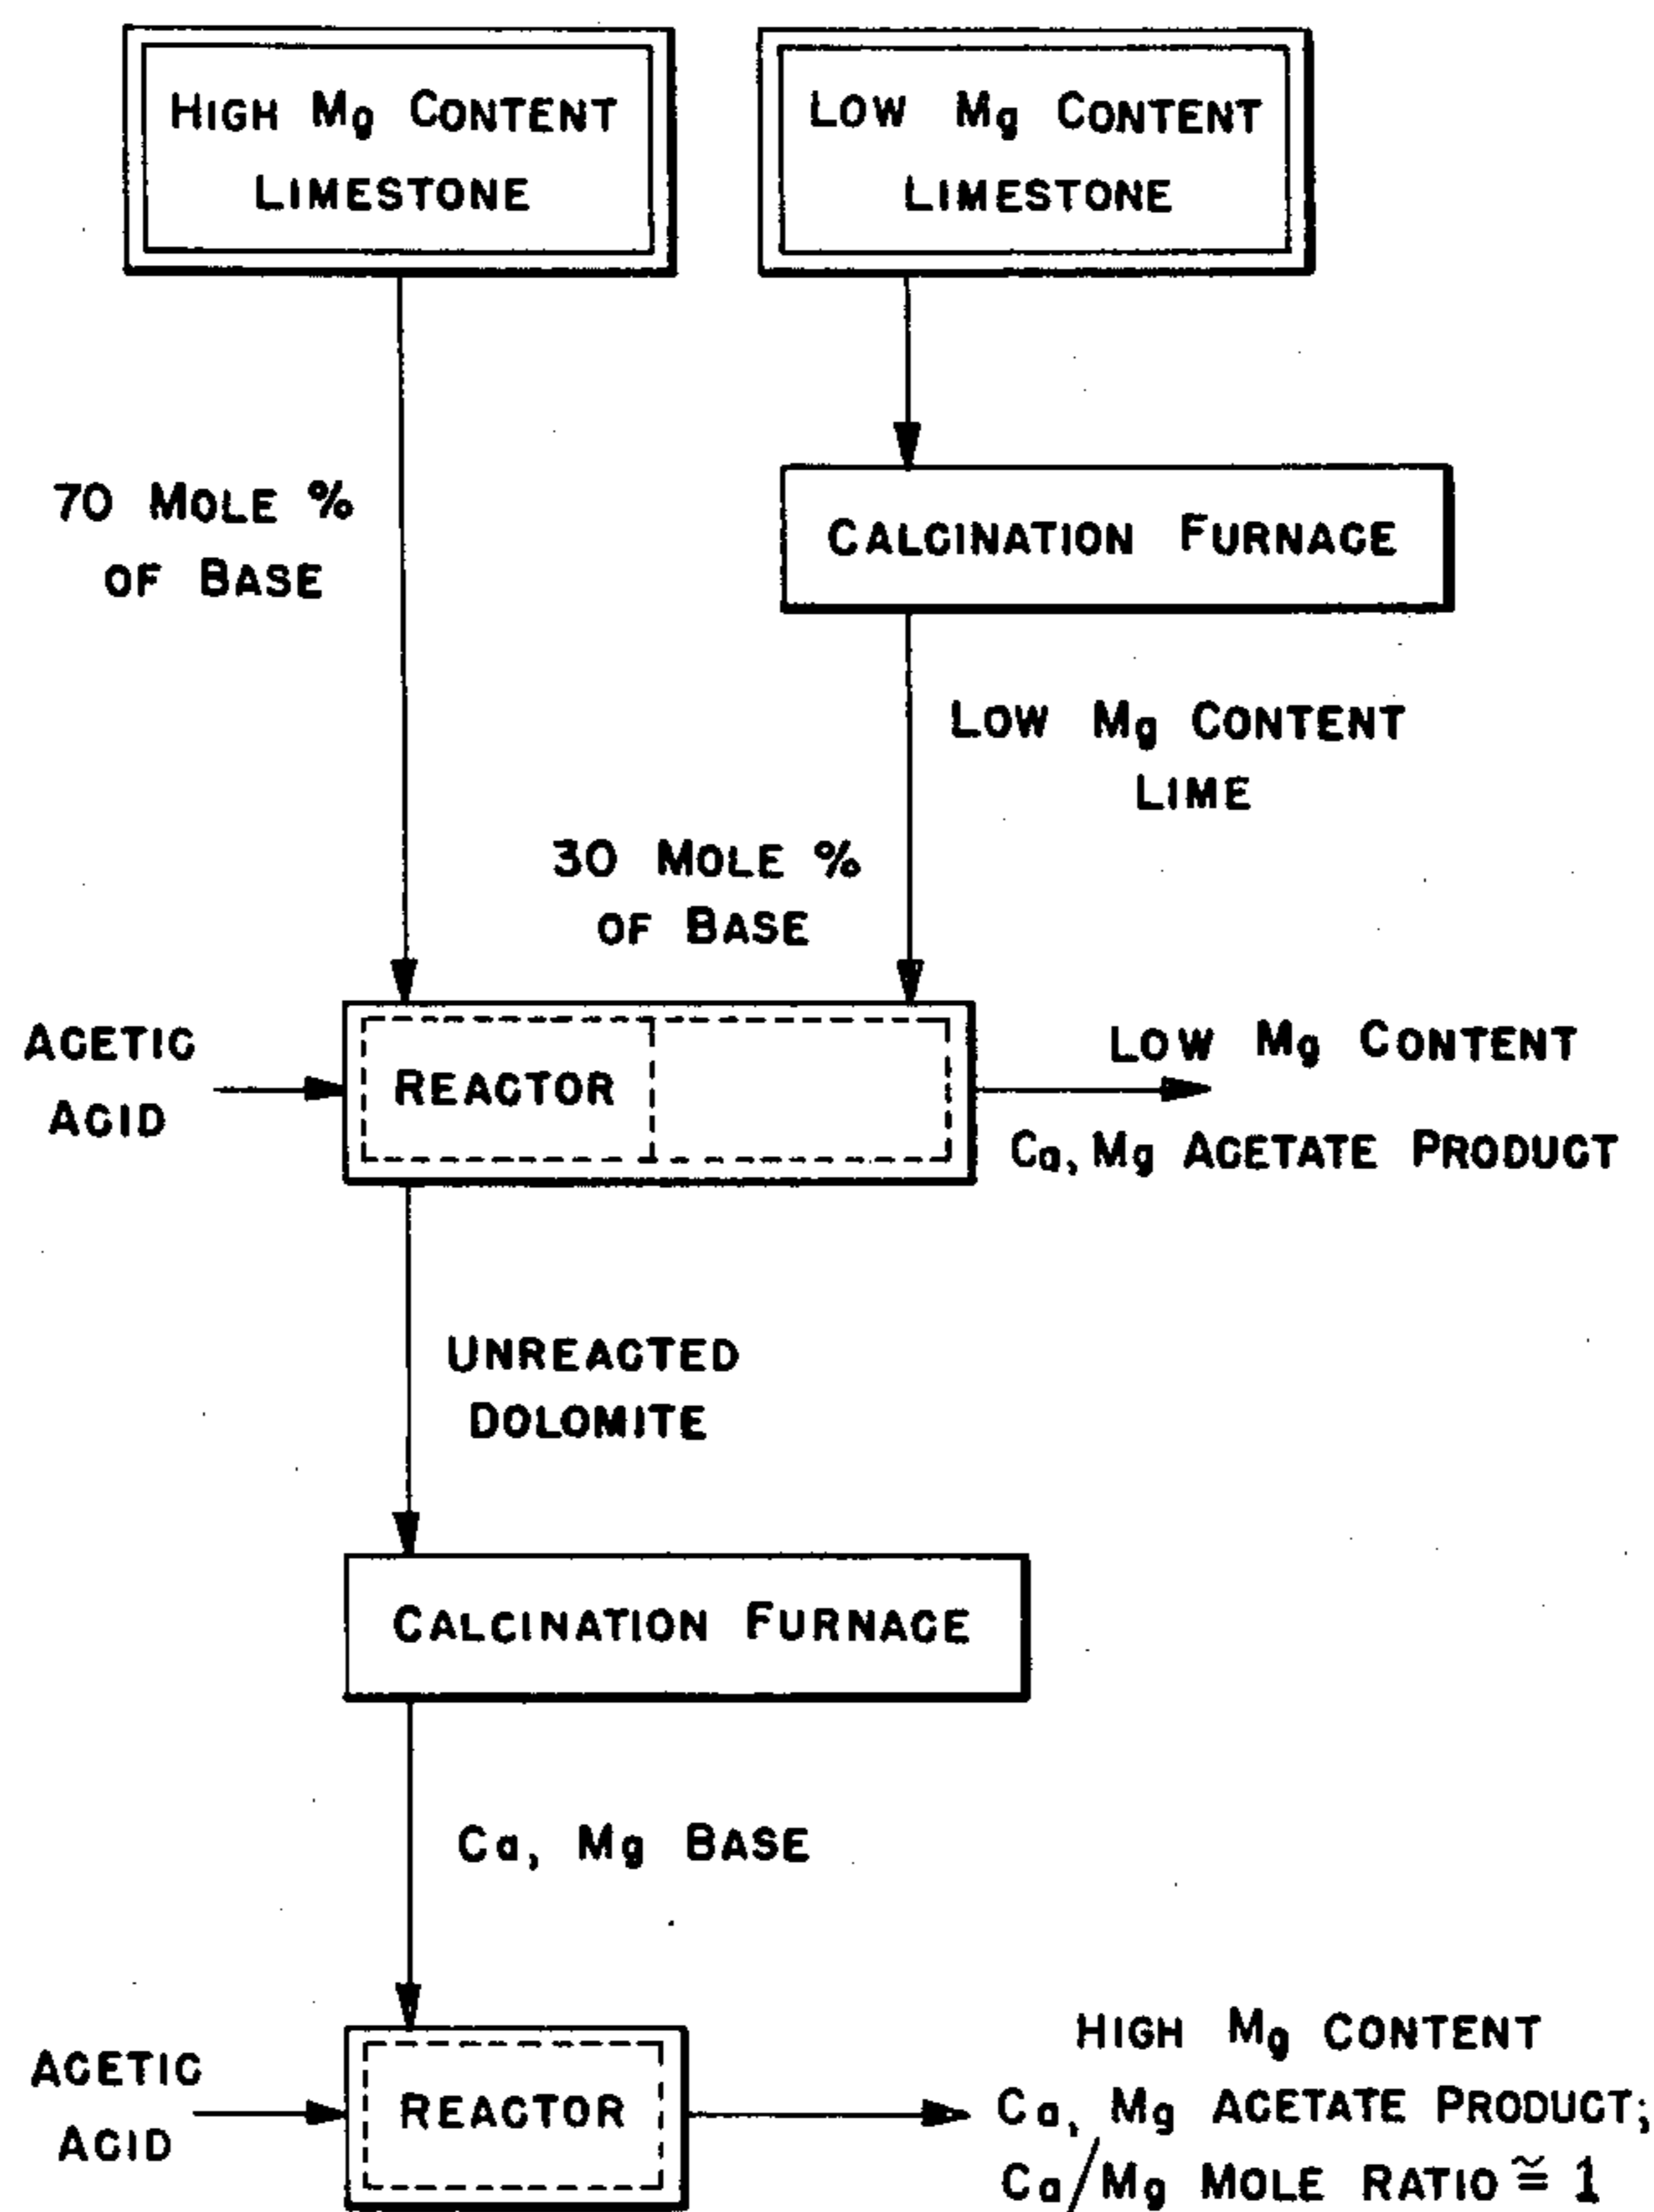 HIGH Mg CONTENT
LIMESTONE
LOW Mg CONTENT
LIMESTONE
70 MOLE %
OF BASE
CALCINATION FURNACE
LOW Mg CONTENT
LIME
30 MOLE %
OF BASE
ACETIC
ACID
REACTOR
LOW Mg CONTENT
Ca, Mg ACETATE PRODUCT
UNREACTED
DOLOMITE
CALCINATION FURNACE
Ca, Mg BASE
ACETIC
ACID
REACTOR
HIGH Mg CONTENT
Ca, Mg ACETATE PRODUCT;
Ca/Mg MOLE RATIO ≅ 1